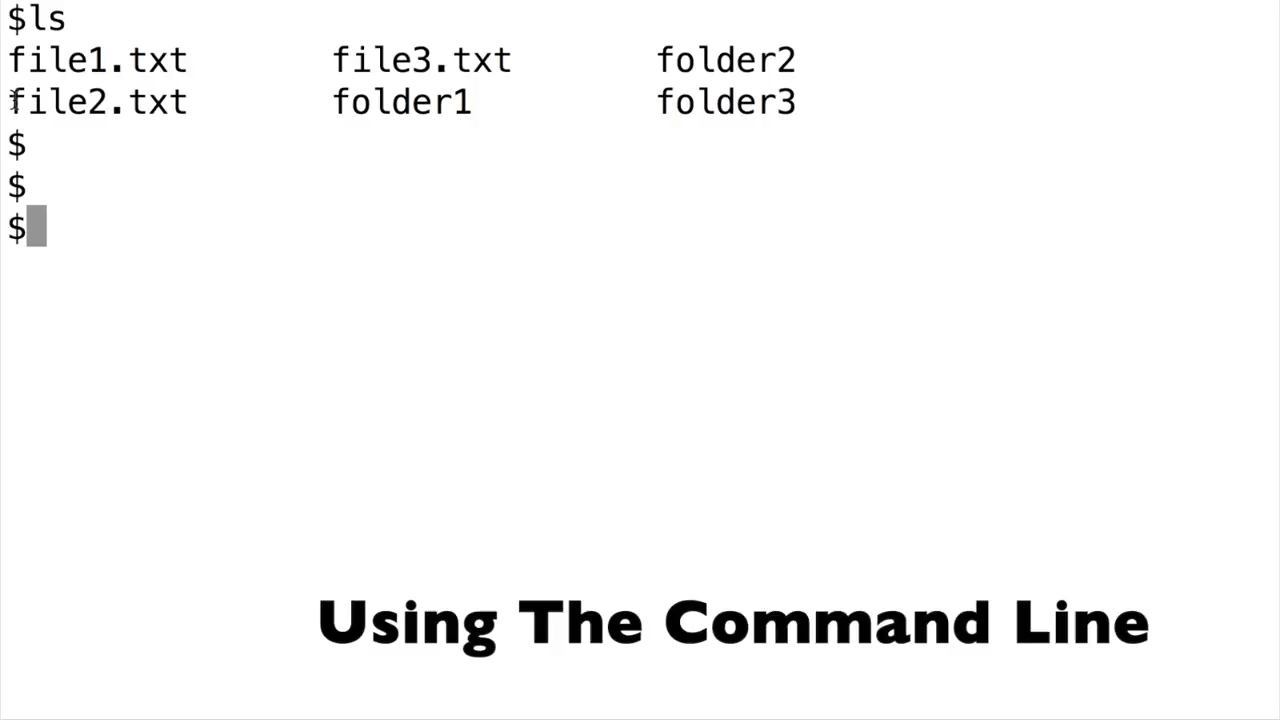 $ls
file1.txt file3.txt folder2
file2.txt folder1 folder3
$
$
$
Using The Command Line